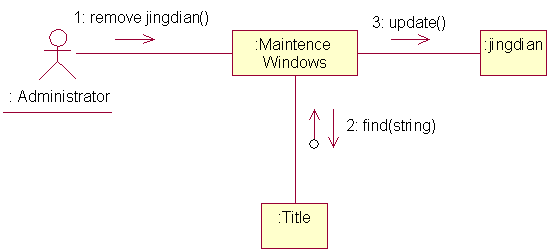 1: remove jingdian()
3: update()
:Maintence
Windows
:jingdian
: Administrator
2: find(string)
:Title